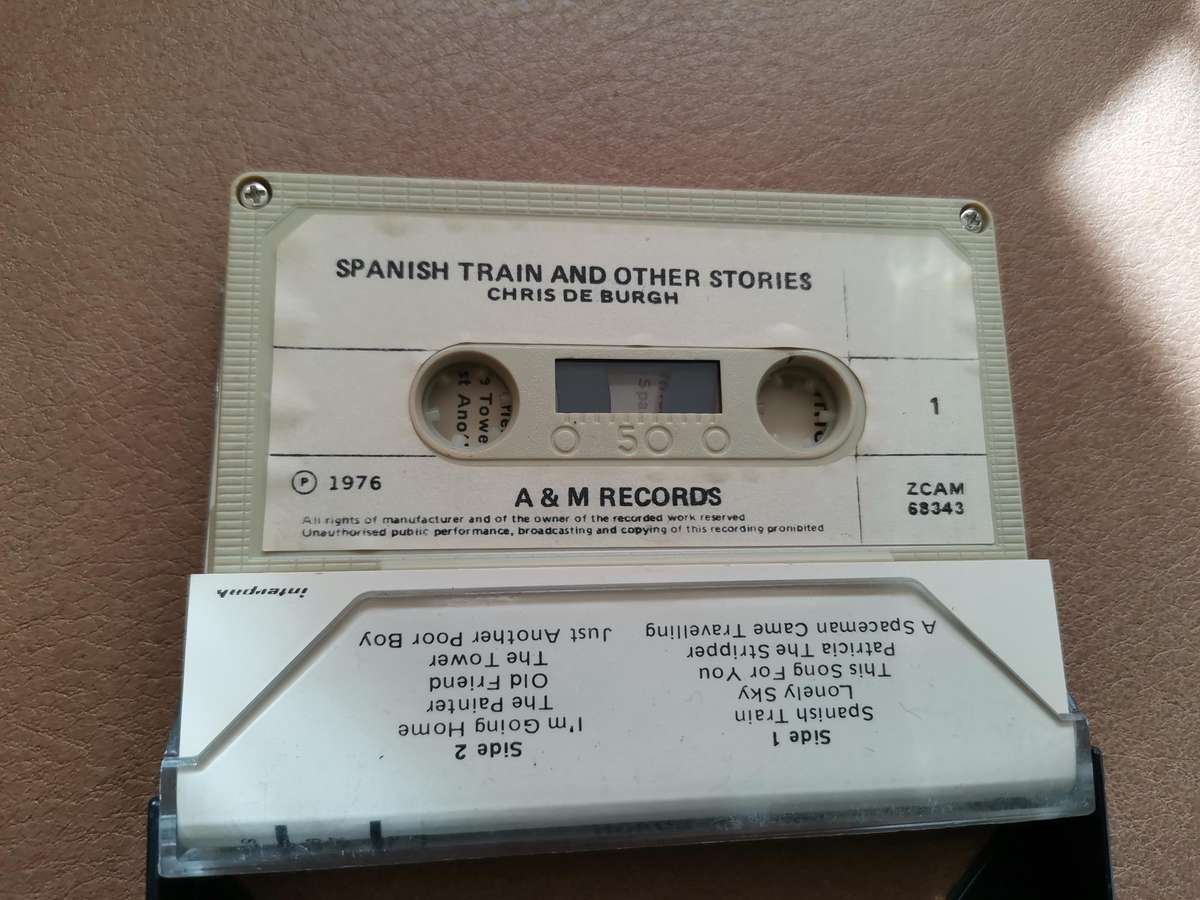 SPANISH TRAIN AND OTHER STORIES
CHRIS DE BURGH
0 50 0
1
Ⓟ 1976
A & M RECORDS
ZCAM
68343
All rights of manufacturer and of the owner of the recorded work reserved
Unauthorised public performance, broadcasting and copying of this recording prohibited
interpak
Side 1
Spanish Train
Lonely Sky
This Song For You
Patricia The Stripper
A Spaceman Came Travelling
Side 2
I'm Going Home
The Painter
Old Friend
The Tower
Just Another Poor Boy